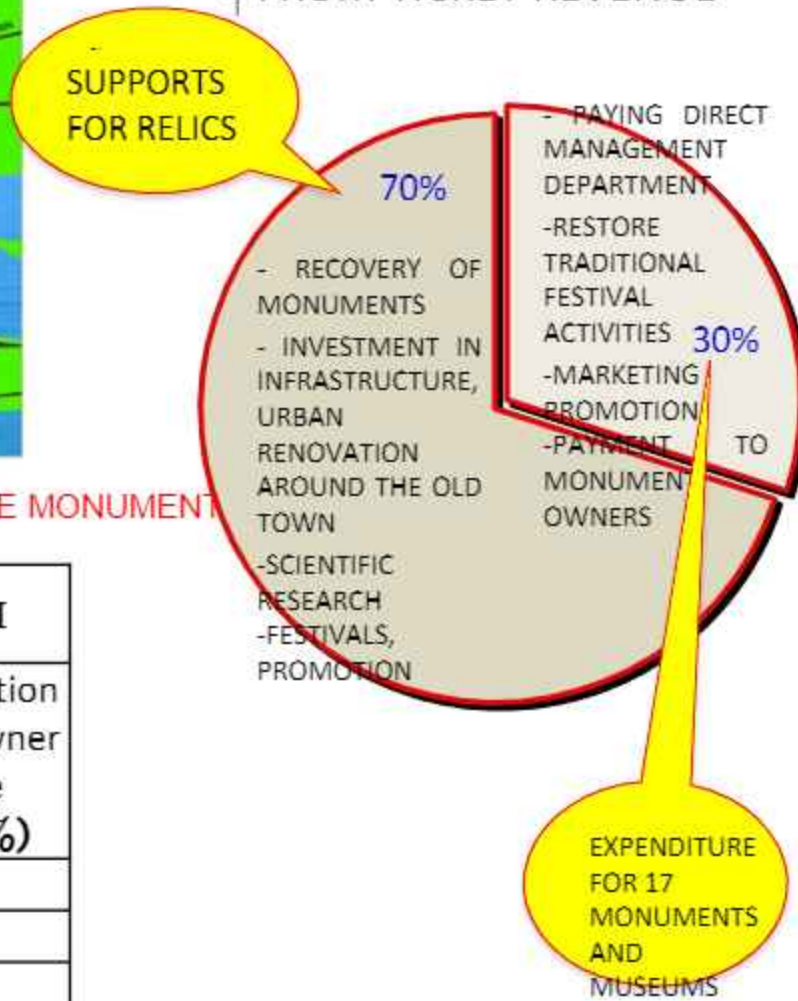 SUPPORTS
FOR RELICS
70%
- RECOVERY OF
MONUMENTS
- INVESTMENT IN
INFRASTRUCTURE,
URBAN
RENOVATION
AROUND THE OLD
TOWN
-SCIENTIFIC
RESEARCH
-FESTIVALS,
PROMOTION
- PAYING DIRECT
MANAGEMENT
DEPARTMENT
-RESTORE
TRADITIONAL
FESTIVAL
ACTIVITIES
30%
-MARKETING
PROMOTION
-PAYMENT TO
MONUMENT
OWNERS
MONUMENT
%)
EXPENDITURE
FOR 17
MONUMENTS
AND
MUSEUMS